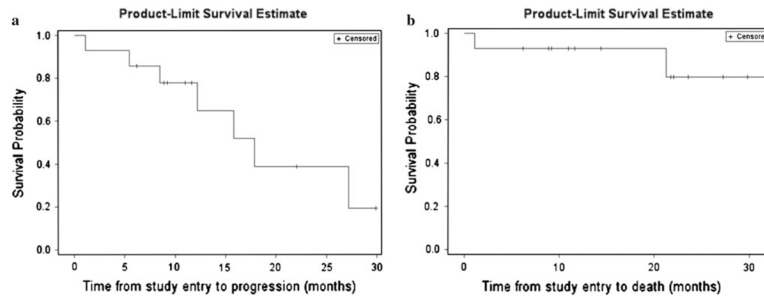 a
Product-Limit Survival Estimate
+ Censored
Survival Probability
1.0
0.8
0.6
0.4
0.2
0.0
0
5
10
15
20
25
30
Time from study entry to progression (months)
b
Product-Limit Survival Estimate
+ Censored
Survival Probability
1.0
0.8
0.6
0.4
0.2
0.0
0
10
20
30
Time from study entry to death (months)